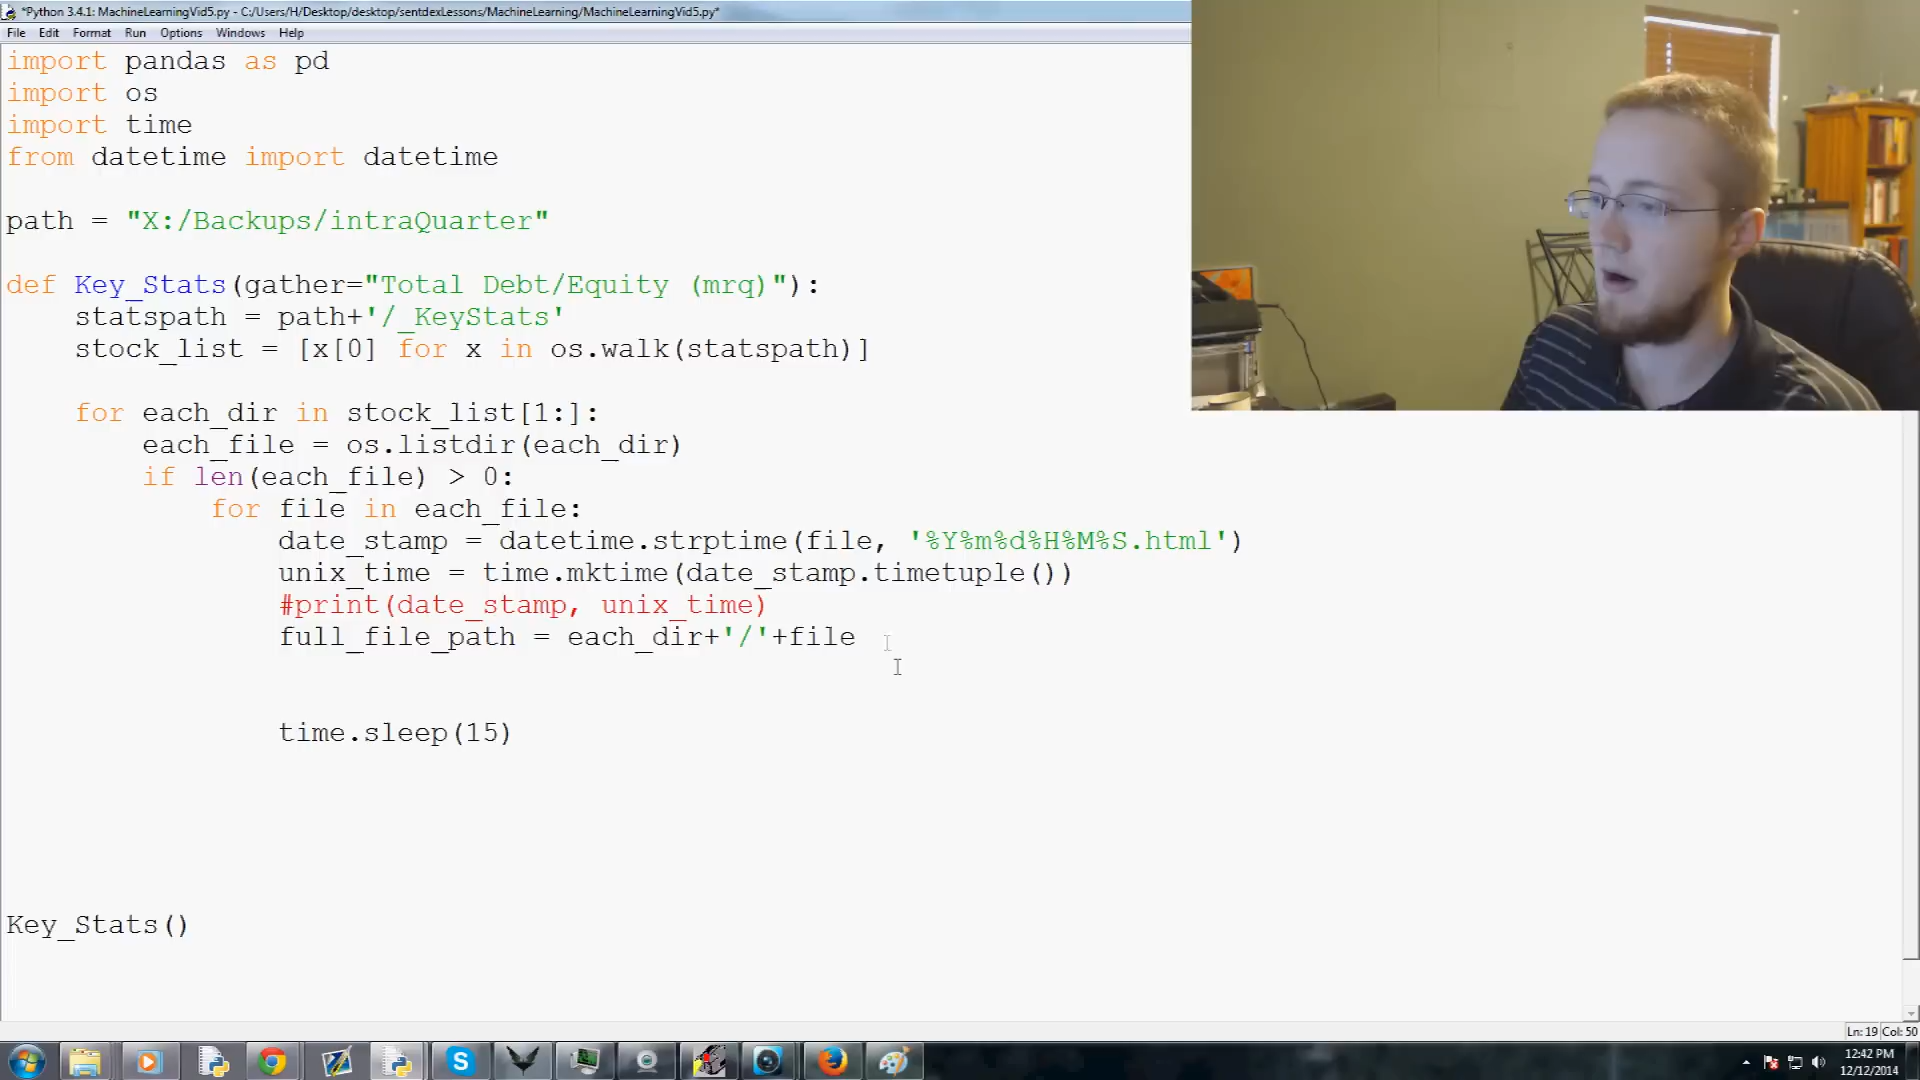 *Python 3.4.1: MachineLearningVid5.py - C:/Users/H/Desktop/desktop/sentdexLessons/MachineLearning/MachineLearningVid5.py*
File Edit Format Run Options Windows Help
import pandas as pd
import os
import time
from datetime import datetime
path = "X:/Backups/intraQuarter"
def Key_Stats(gather="Total Debt/Equity (mrq)"):
statspath = path+'/_KeyStats'
stock_list = [x[0] for x in os.walk(statspath)]
for each_dir in stock_list[1:]:
each_file = os.listdir(each_dir)
if len(each_file) > 0:
for file in each_file:
date_stamp = datetime.strptime(file, '%Y%m%d%H%M%S.html')
unix_time = time.mktime(date_stamp.timetuple())
#print(date_stamp, unix_time)
full_file_path = each_dir+'/'+file
time.sleep(15)
Key_Stats()
Ln: 19 Col: 50
12:42 PM
12/12/2014